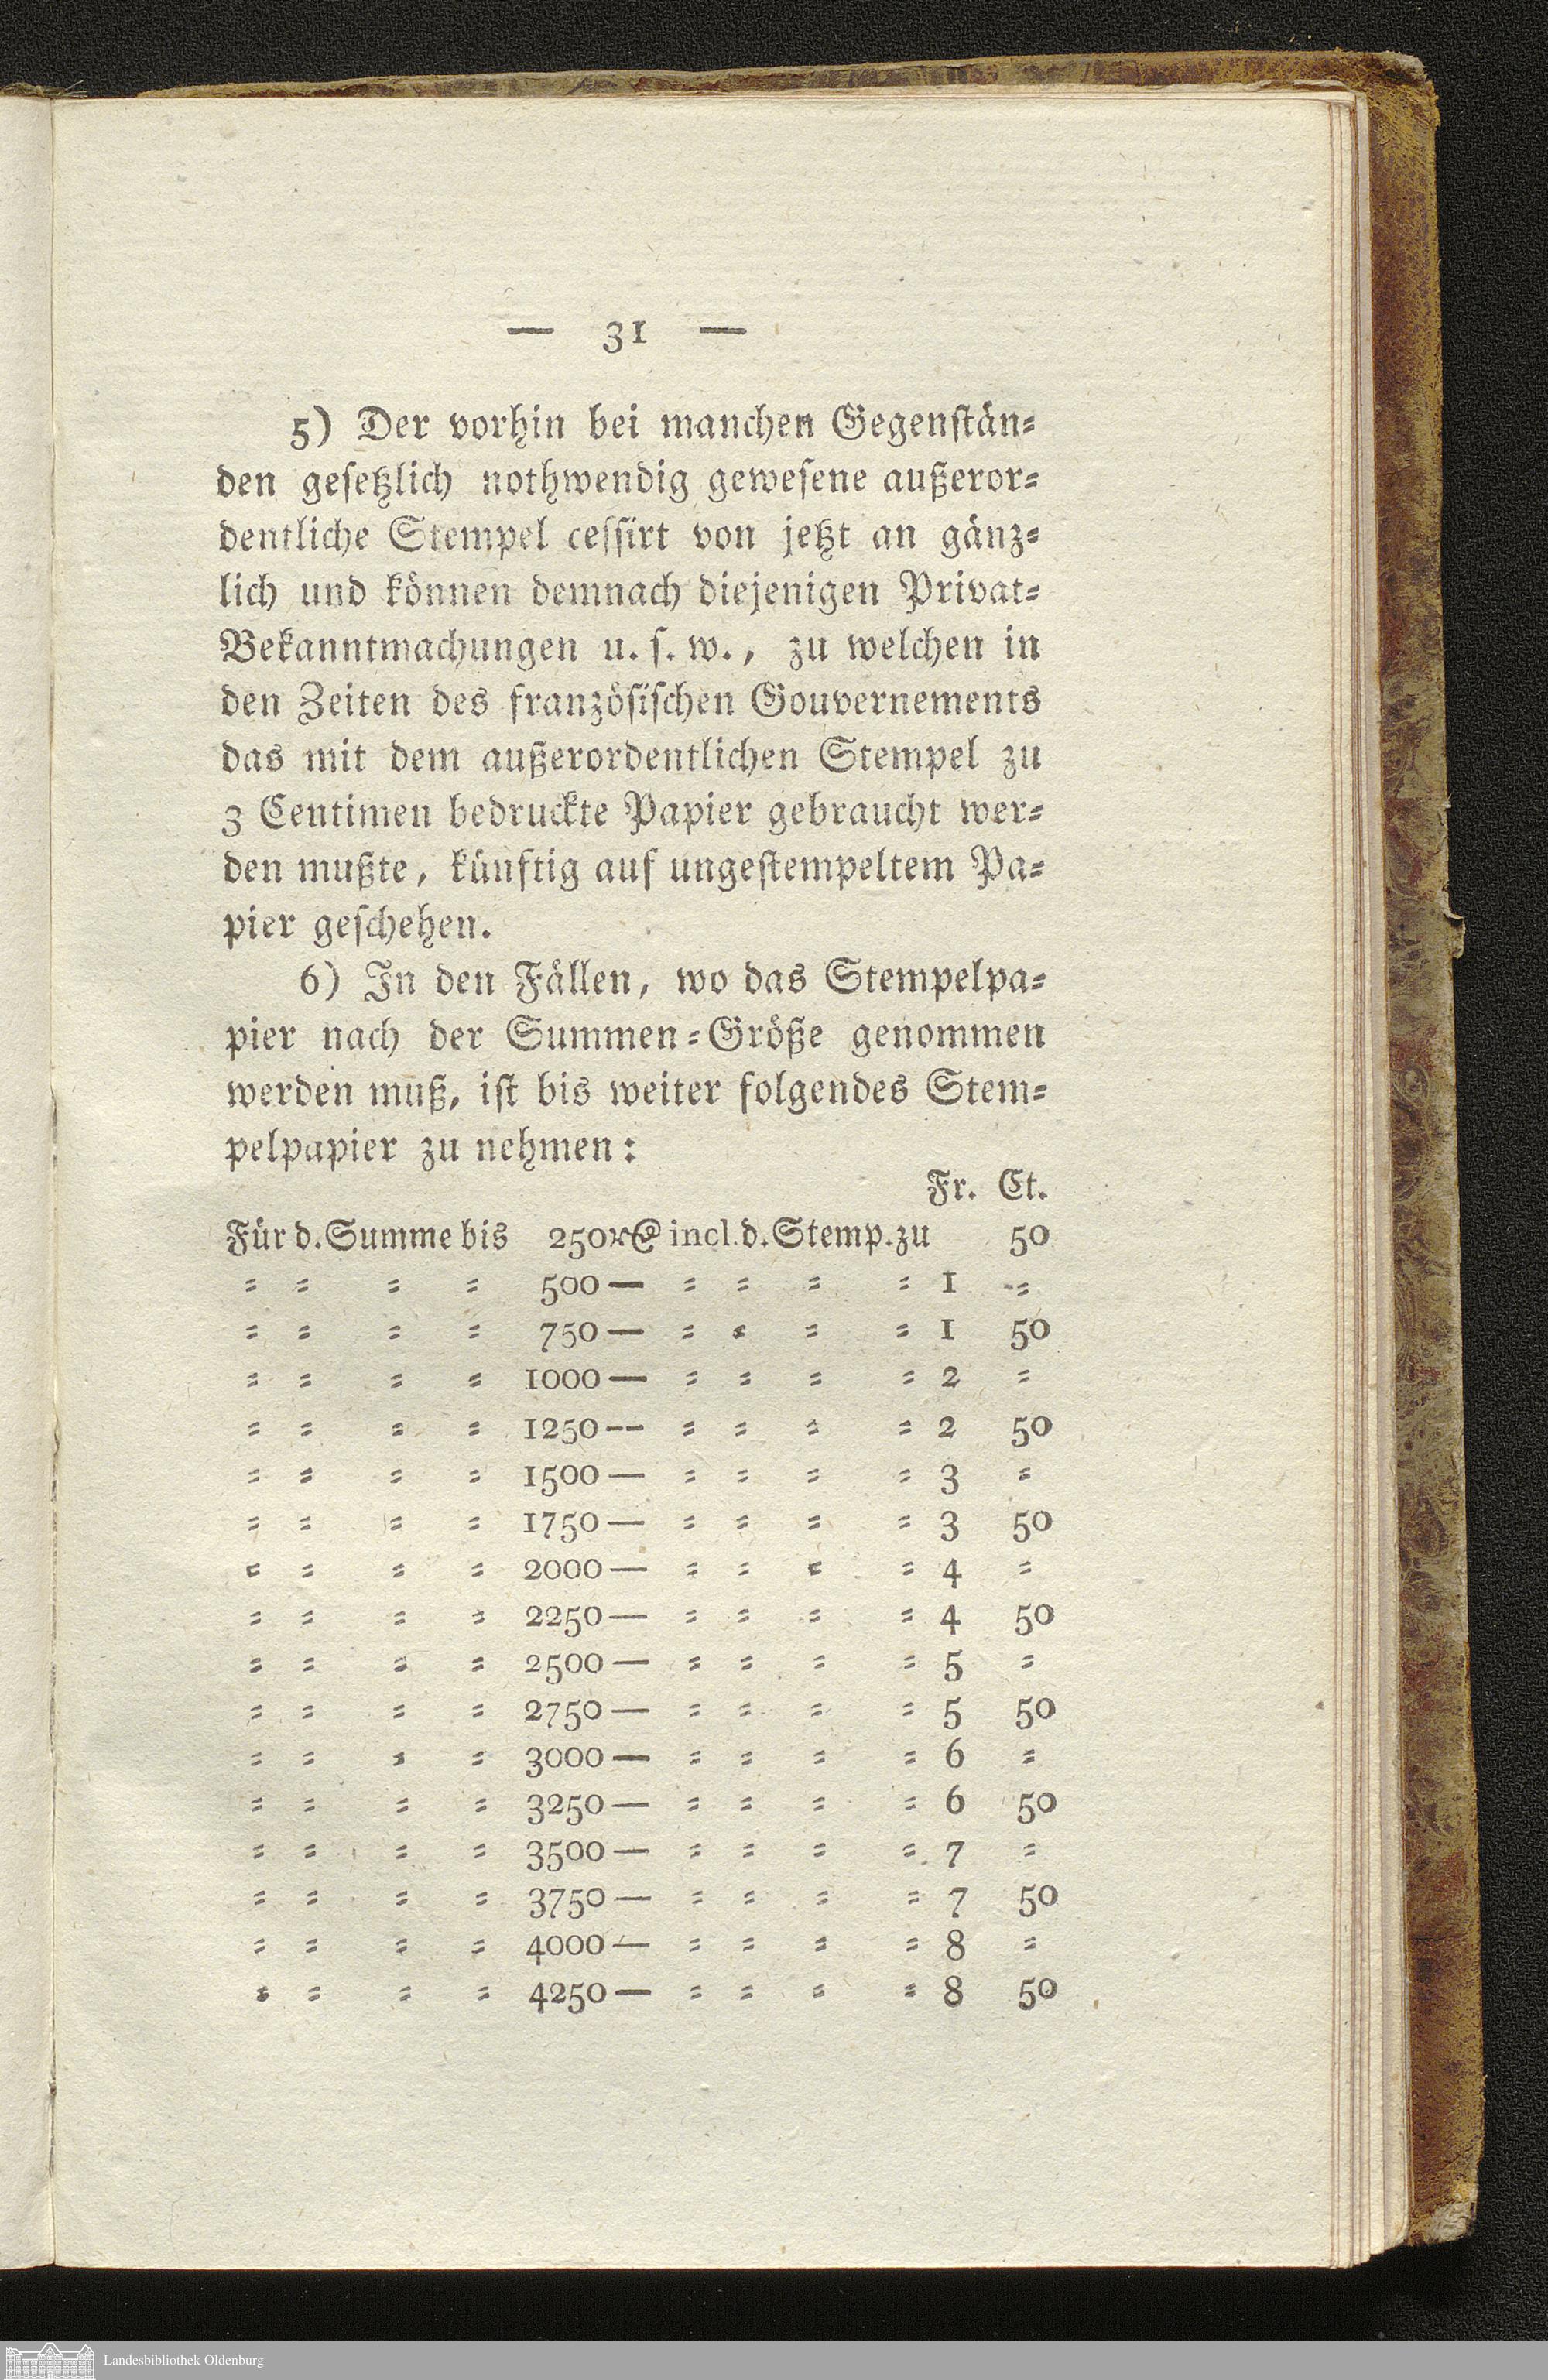 — 31 —
5) Der vorhin bei manchen Gegenstän=
den gesetzlich nothwendig gewesene außeror=
dentliche Stempel cessirt von jetzt an gänz=
lich und können demnach diejenigen Privat=
Bekanntmachungen u. s. w., zu welchen in
den Zeiten des französischen Gouvernements
das mit dem außerordentlichen Stempel zu
3 Centimen bedruckte Papier gebraucht wer=
den mußte, künftig auf ungestempeltem Pa=
pier geschehen.
6) In den Fällen, wo das Stempelpa=
pier nach der Summen=Größe genommen
werden muß, ist bis weiter folgendes Stem=
pelpapier zu nehmen:
Fr. Ct.
Für d. Summe bis 250 incl. d. Stemp. zu 50
= = = = 500 — = = = = 1 =
= = = = 750 — = = = = 1 50
= = = = 1000 — = = = = 2 =
= = = = 1250 — = = = = 2 50
= = = = 1500 — = = = = 3 =
= = = = 1750 — = = = = 3 50
= = = = 2000 — = = = = 4 =
= = = = 2250 — = = = = 4 50
= = = = 2500 — = = = = 5 =
= = = = 2750 — = = = = 5 50
= = = = 3000 — = = = = 6 =
= = = = 3250 — = = = = 6 50
= = = = 3500 — = = = = 7 =
= = = = 3750 — = = = = 7 50
= = = = 4000 — = = = = 8 =
= = = = 4250 — = = = = 8 50
Landesbibliothek Oldenburg